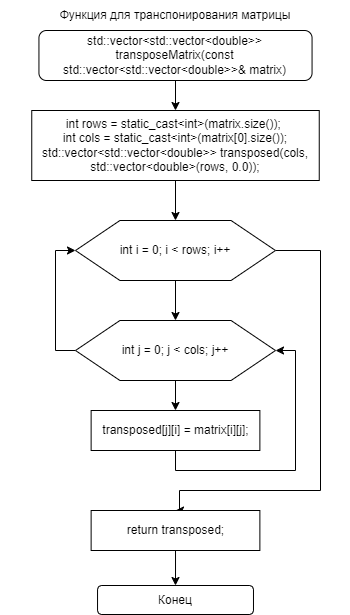 Функция для транспонирования матрицы
std::vector<std::vector<double>>
transposeMatrix(const
std::vector<std::vector<double>>& matrix)
int rows = static_cast<int>(matrix.size());
int cols = static_cast<int>(matrix[0].size());
std::vector<std::vector<double>> transposed(cols,
std::vector<double>(rows, 0.0));
int i = 0; i < rows; i++
int j = 0; j < cols; j++
transposed[j][i] = matrix[i][j];
return transposed;
Конец